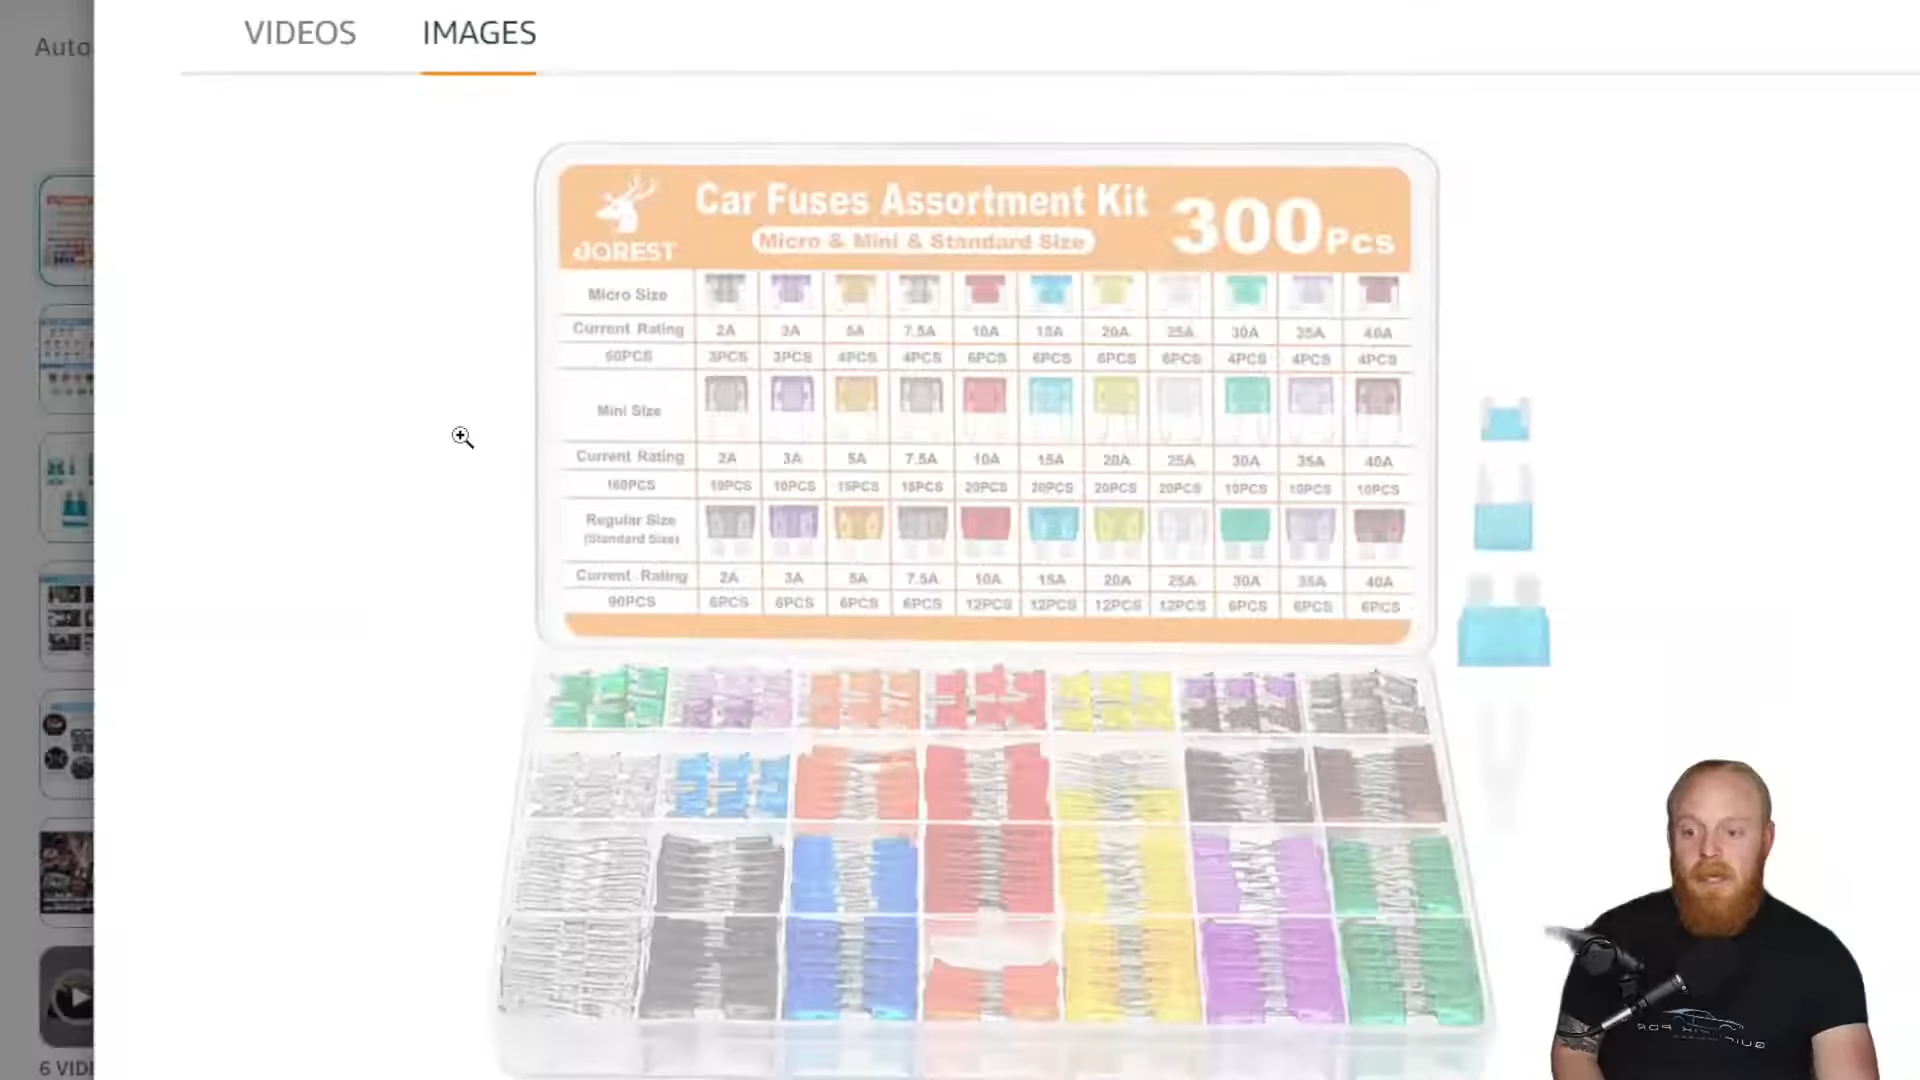 Auto
VIDEOS IMAGES
JOREST
Car Fuses Assortment Kit
Micro & Mini & Standard Size
300Pcs
Micro Size
Current Rating 2A 3A 5A 7.5A 10A 15A 20A 25A 30A 35A 40A
50PCS 3PCS 3PCS 4PCS 4PCS 6PCS 6PCS 6PCS 6PCS 4PCS 4PCS 4PCS
Mini Size
Current Rating 2A 3A 5A 7.5A 10A 15A 20A 25A 30A 35A 40A
160PCS 10PCS 10PCS 15PCS 15PCS 20PCS 20PCS 20PCS 20PCS 10PCS 10PCS 10PCS
Regular Size
(Standard Size)
Current Rating 2A 3A 5A 7.5A 10A 15A 20A 25A 30A 35A 40A
90PCS 6PCS 6PCS 6PCS 6PCS 12PCS 12PCS 12PCS 12PCS 6PCS 6PCS 6PCS
6 VID